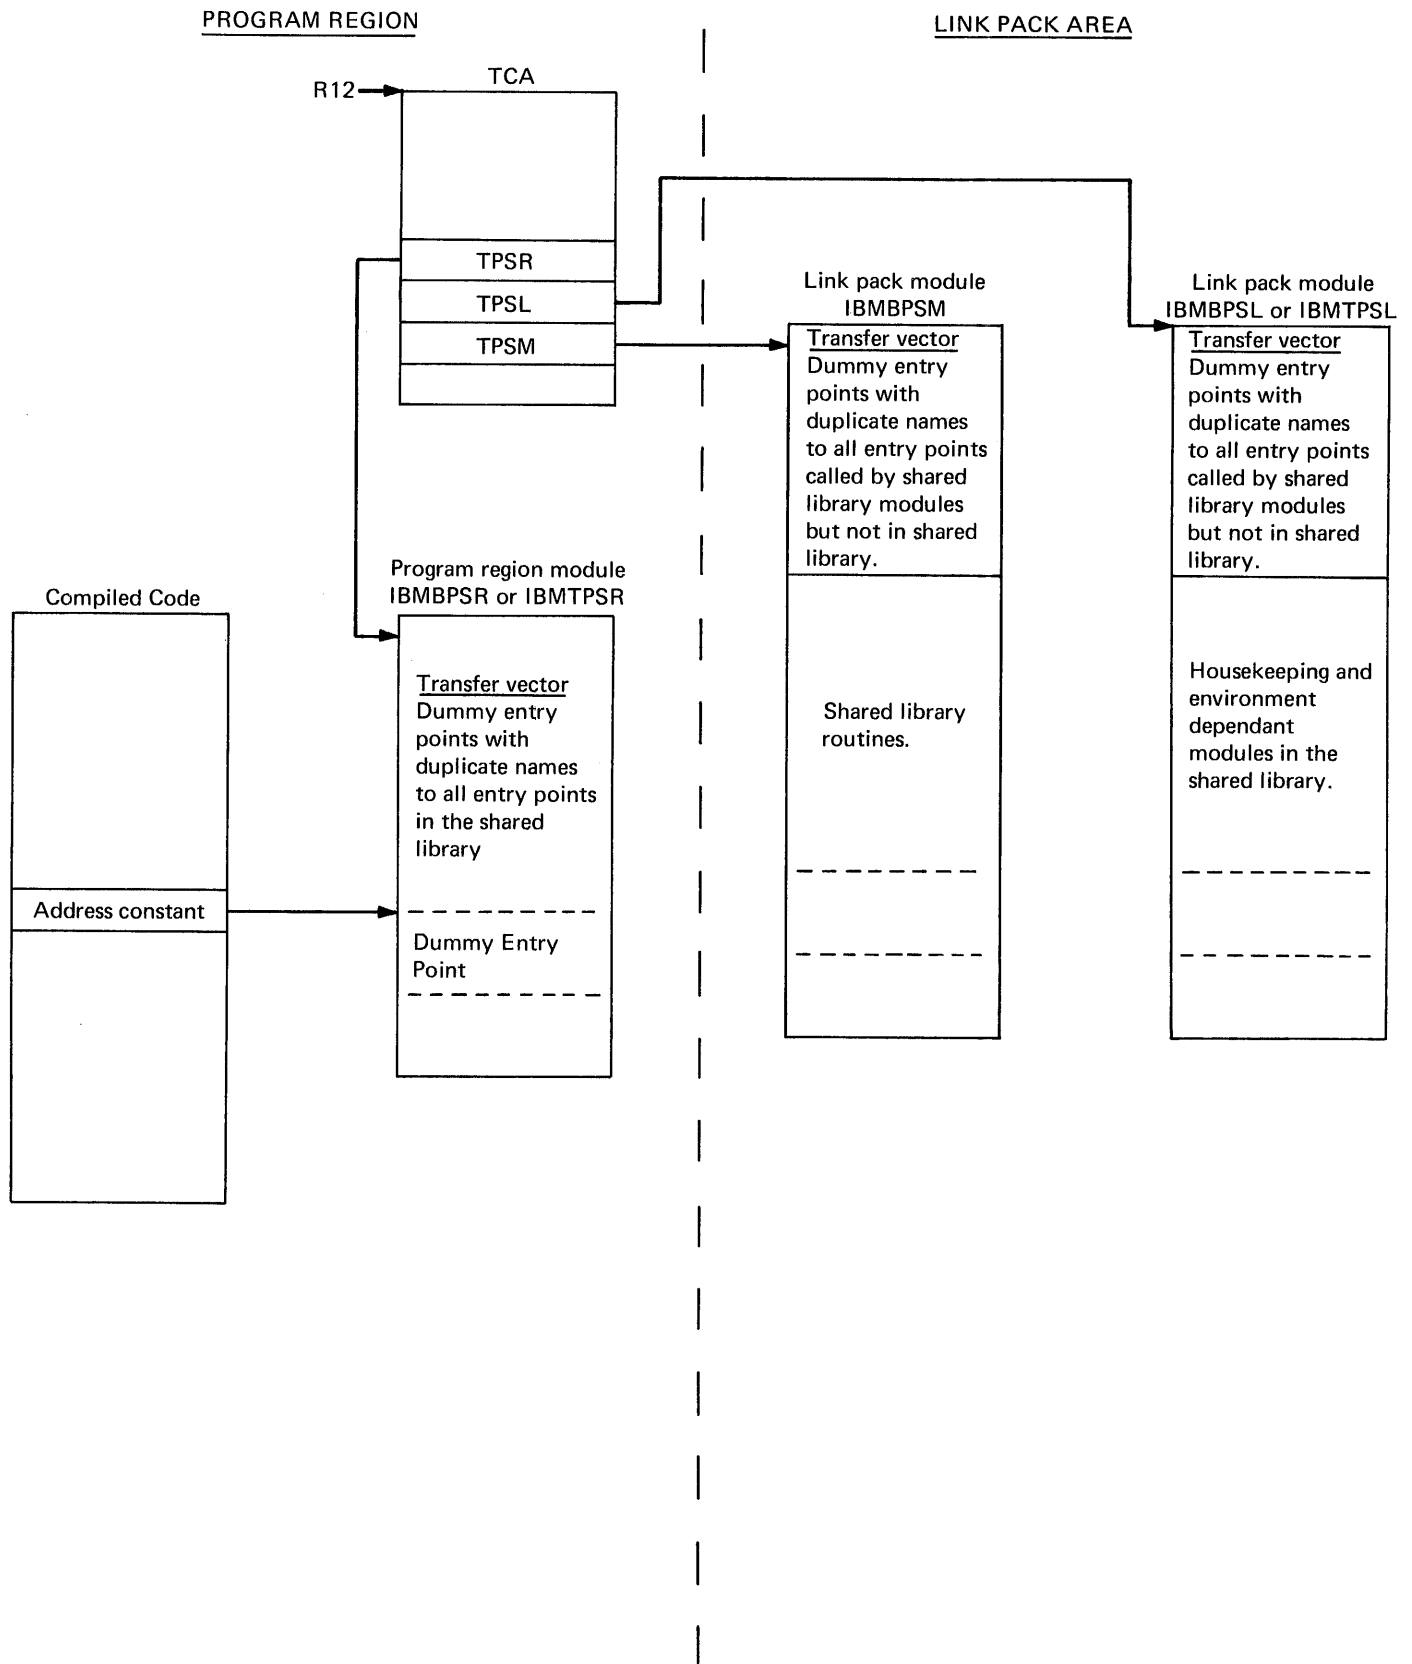 PROGRAM REGION
LINK PACK AREA
TCA
R12
TPSR
TPSL
TPSM
Link pack module
IBMBPSM
Transfer vector
Dummy entry
points with
duplicate names
to all entry points
called by shared
library modules
but not in shared
library.
Shared library
routines.
Link pack module
IBMBPSL or IBMTPSL
Transfer vector
Dummy entry
points with
duplicate names
to all entry points
called by shared
library modules
but not in shared
library.
Housekeeping and
environment
dependant
modules in the
shared library.
Program region module
IBMBPSR or IBMTPSR
Transfer vector
Dummy entry
points with
duplicate names
to all entry points
in the shared
library
Dummy Entry
Point
Compiled Code
Address constant